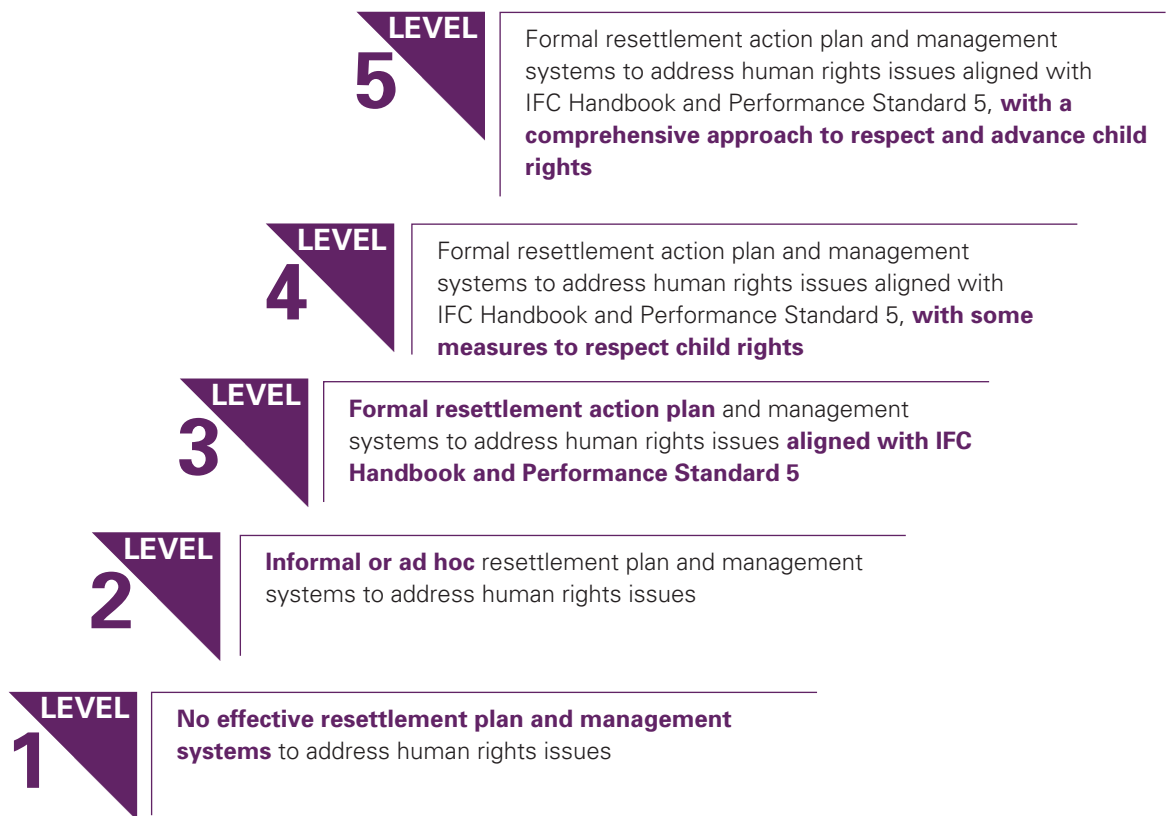 LEVEL
5
Formal resettlement action plan and management
systems to address human rights issues aligned with
IFC Handbook and Performance Standard 5, with a
comprehensive approach to respect and advance child
rights
LEVEL
4
Formal resettlement action plan and management
systems to address human rights issues aligned with
IFC Handbook and Performance Standard 5, with some
measures to respect child rights
LEVEL
3
Formal resettlement action plan and management
systems to address human rights issues aligned with IFC
Handbook and Performance Standard 5
LEVEL
2
Informal or ad hoc resettlement plan and management
systems to address human rights issues
LEVEL
1
No effective resettlement plan and management
systems to address human rights issues